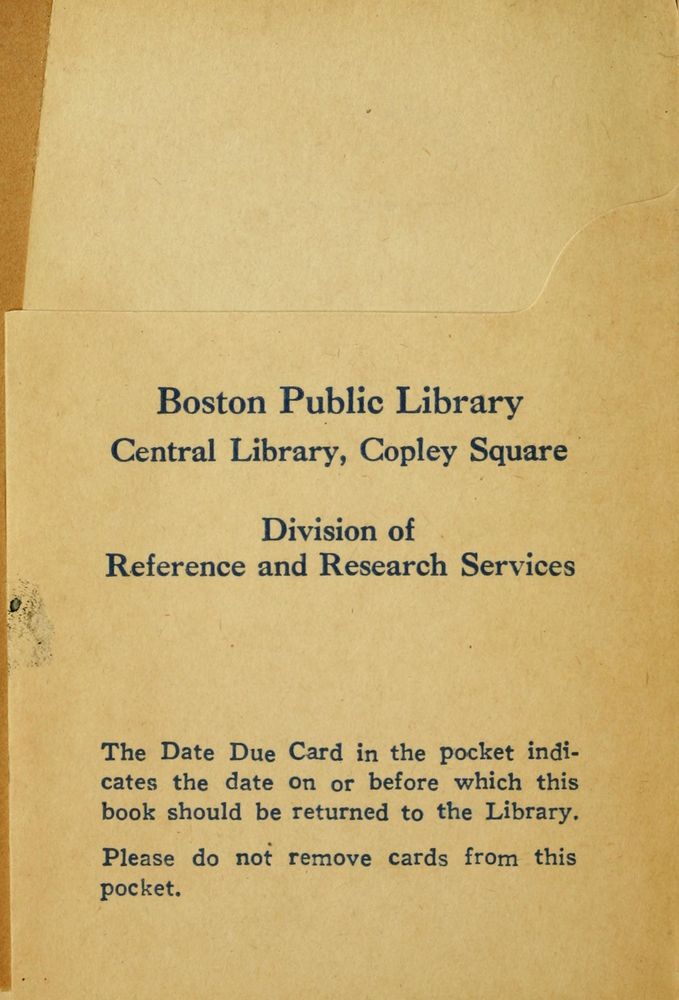 Boston Public Library
Central Library, Copley Square
Division of
Reference and Research Services
The Date Due Card in the pocket indi-
cates the date on or before which this
book should be returned to the Library.
Please do not remove cards from this
pocket.